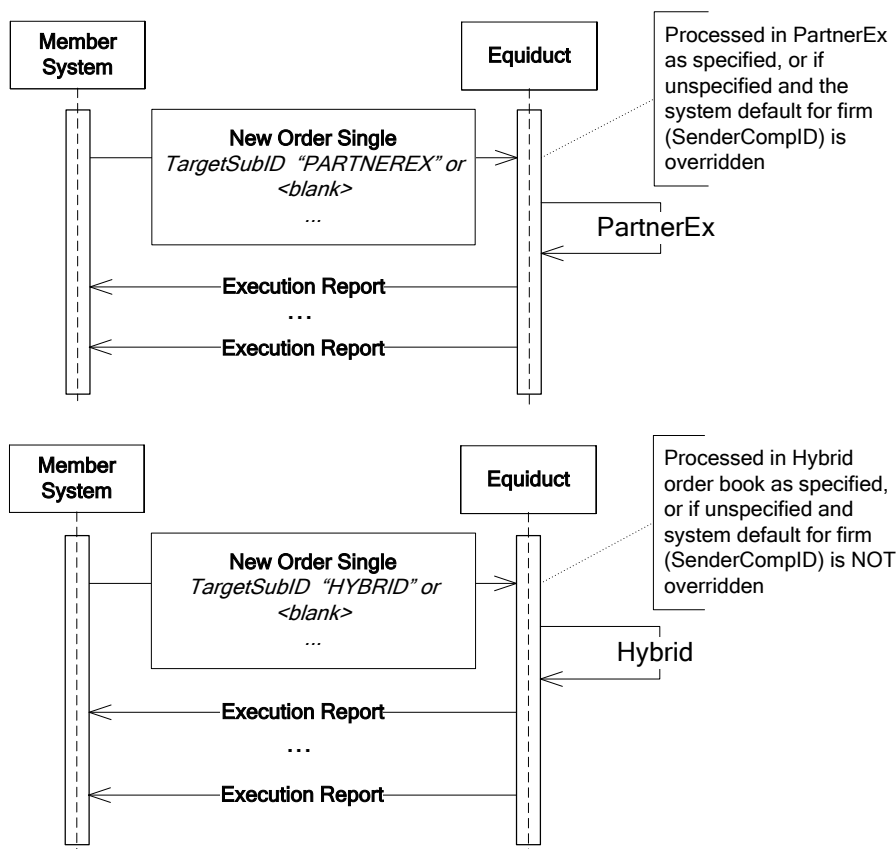 Member
System
Equiduct
Processed in PartnerEx
as specified, or if
unspecified and the
system default for firm
(SenderCompID) is
overridden
New Order Single
TargetSubID “PARTNEREX” or
<blank>
...
PartnerEx
Execution Report
...
Execution Report
Member
System
Equiduct
Processed in Hybrid
order book as specified,
or if unspecified and
system default for firm
(SenderCompID) is NOT
overridden
New Order Single
TargetSubID “HYBRID” or
<blank>
...
Hybrid
Execution Report
...
Execution Report